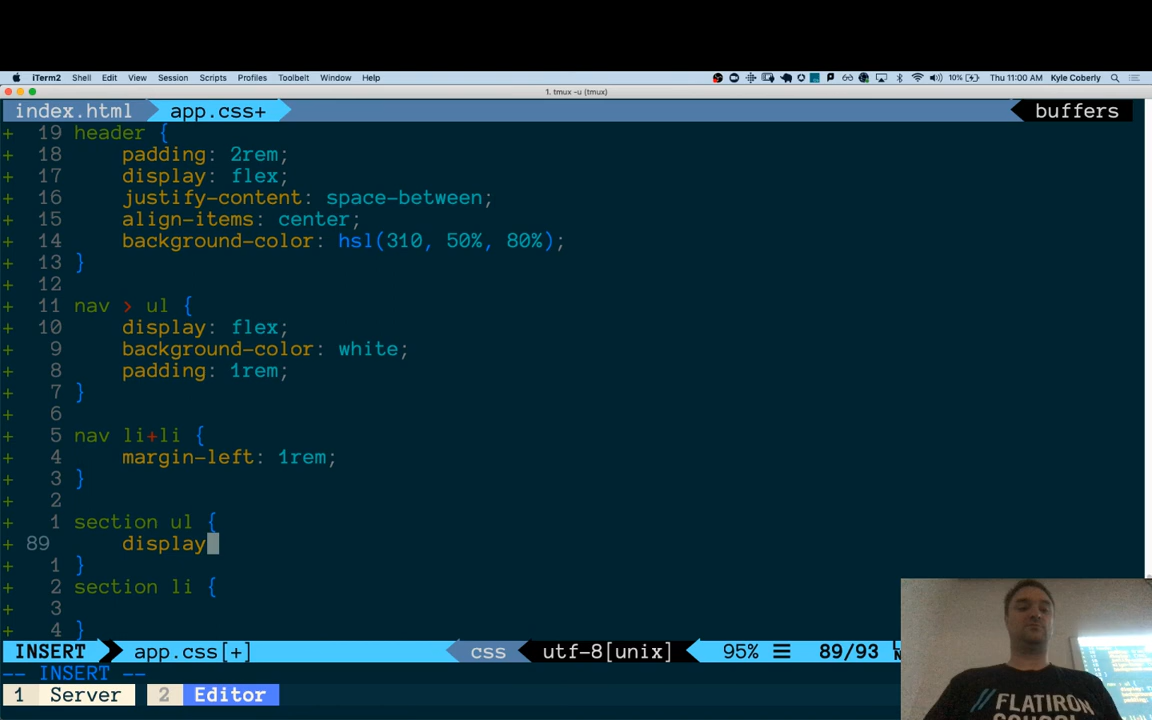 iTerm2 Shell Edit View Session Scripts Profiles Toolbelt Window Help 10% Thu 11:00 AM Kyle Coberly
1. tmux -u (tmux)
index.html app.css+ buffers
+ 19 header {
+ 18 padding: 2rem;
+ 17 display: flex;
+ 16 justify-content: space-between;
+ 15 align-items: center;
+ 14 background-color: hsl(310, 50%, 80%);
+ 13 }
+ 12
+ 11 nav > ul {
+ 10 display: flex;
+ 9 background-color: white;
+ 8 padding: 1rem;
+ 7 }
+ 6
+ 5 nav li+li {
+ 4 margin-left: 1rem;
+ 3 }
+ 2
+ 1 section ul {
+ 89 display
+ 1 }
+ 2 section li {
+ 3
+ 4 }
INSERT app.css[+] css utf-8[unix] 95% ☰ 89/93
-- INSERT --
1 Server 2 Editor
// FLATIRON